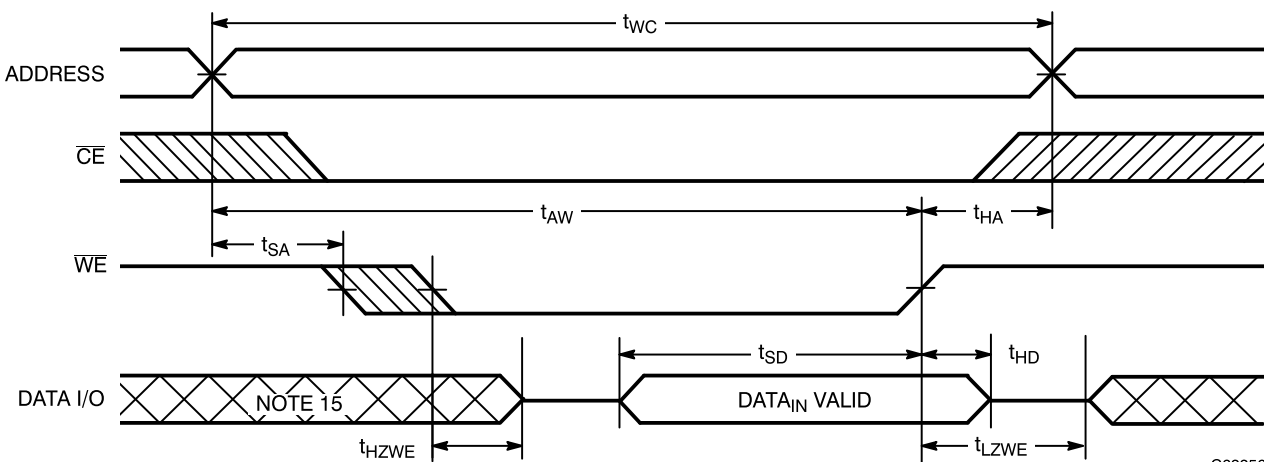 tWC
ADDRESS
CE
tAW
tHA
tSA
WE
tSD
tHD
DATA I/O
NOTE 15
DATAIN VALID
tHZWE
tLZWE